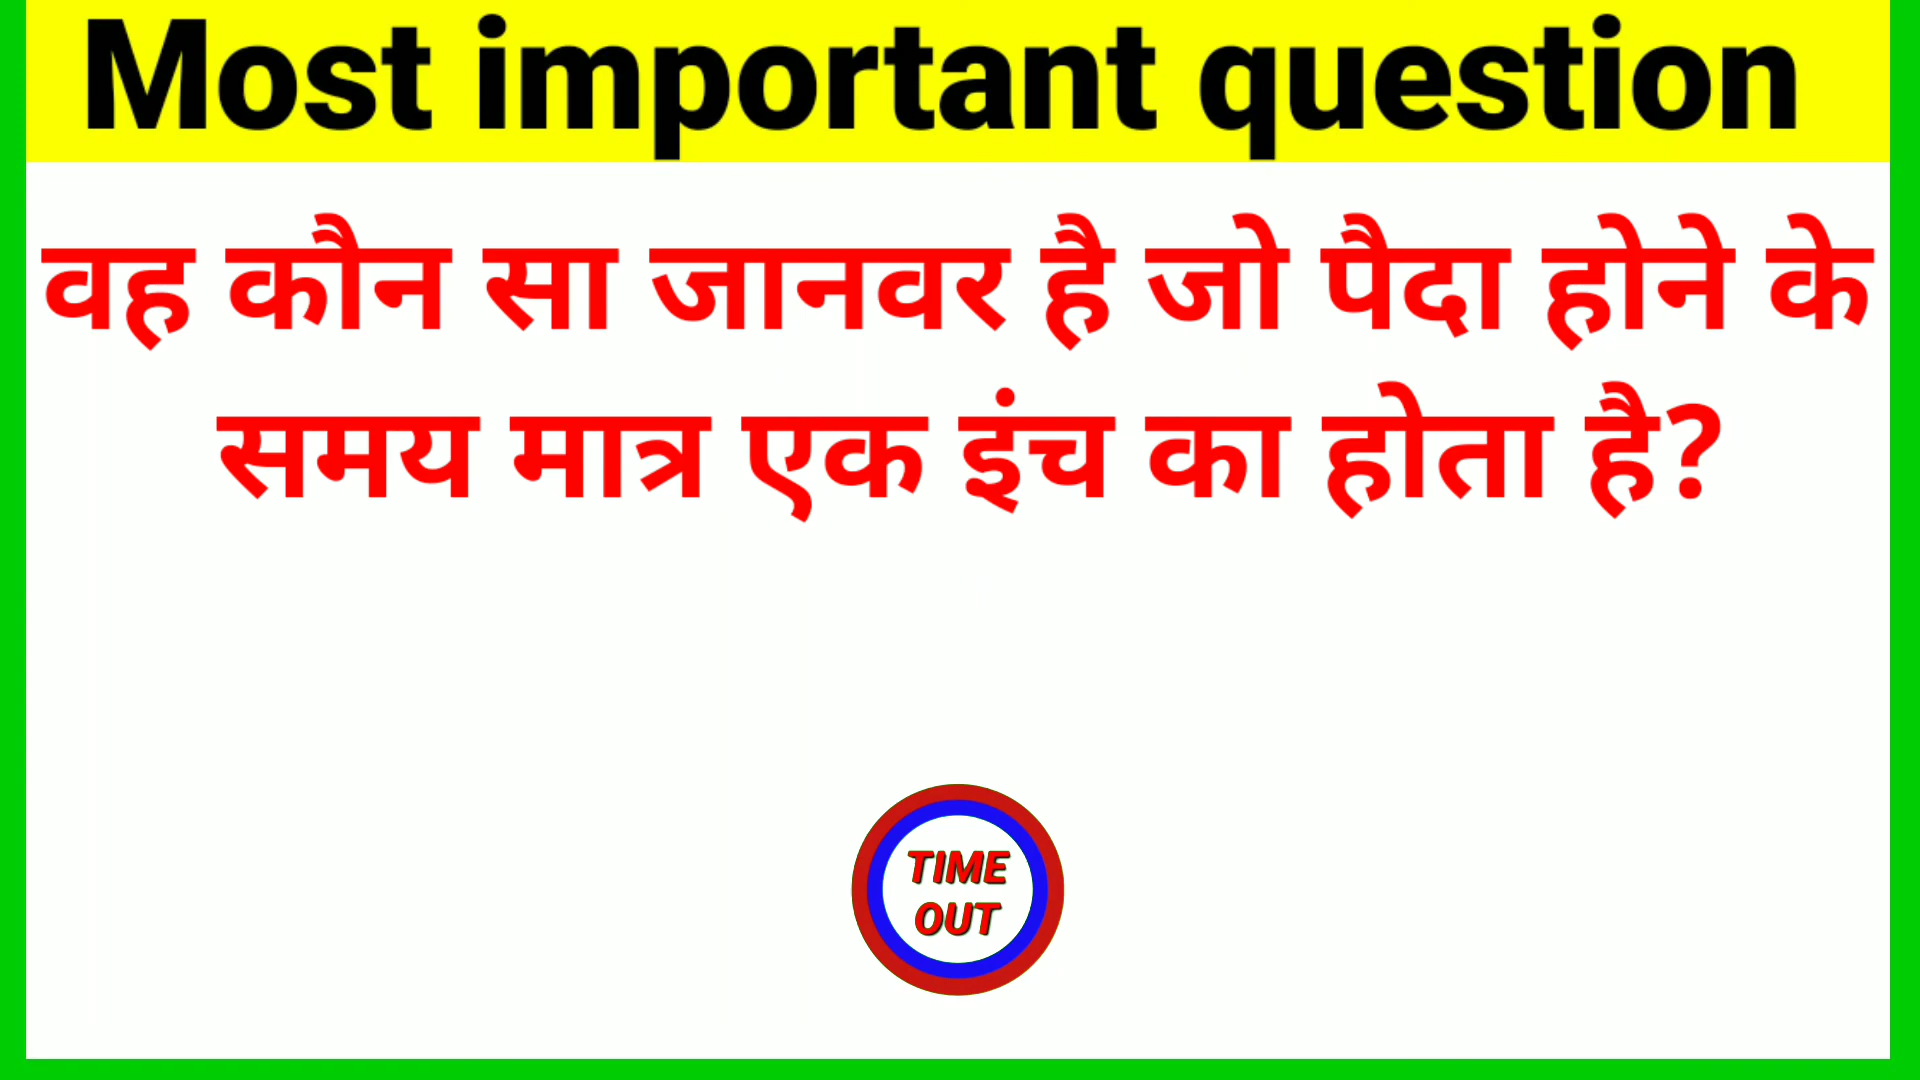 Most important question
वह कौन सा जानवर है जो पैदा होने के
समय मात्र एक इंच का होता है?
TIME
OUT